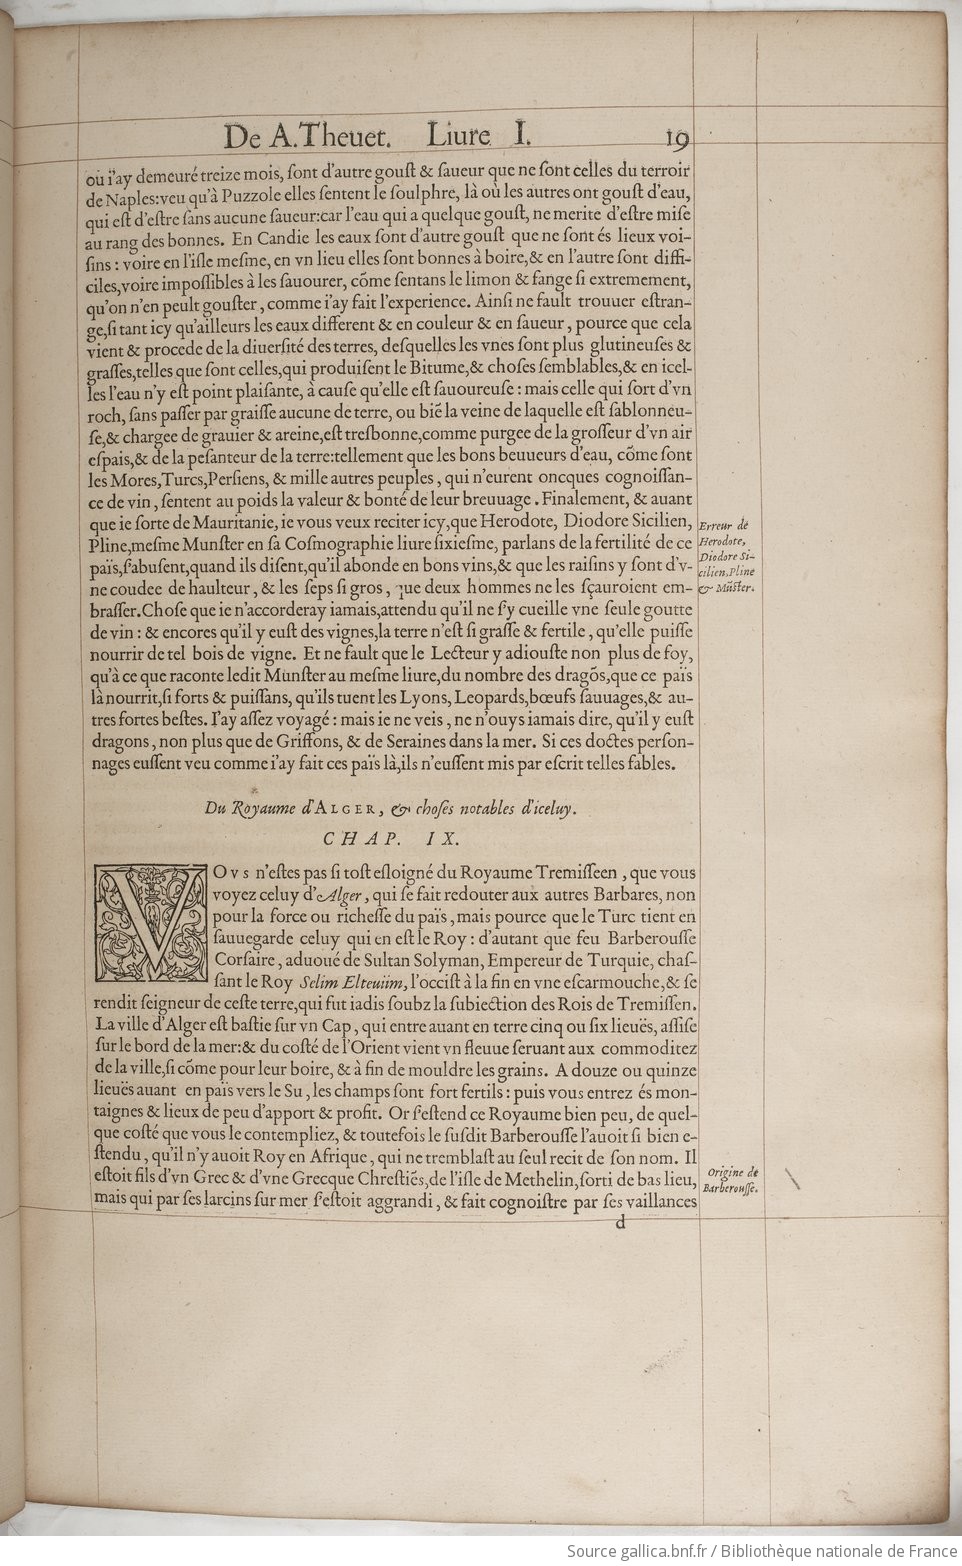 De A. Theuet. Liure I. 19
où i'ay demeuré treize mois, ſont d'autre gouſt & ſaueur que ne ſont celles du terroir
de Naples:veu qu'à Puzzole elles ſentent le ſoulphre, là où les autres ont gouſt d'eau,
qui eſt d'eſtre ſans aucune ſaueur:car l'eau qui a quelque gouſt, ne merite d'eſtre miſe
au rang des bonnes. En Candie les eaux ſont d'autre gouſt que ne ſont és lieux voi-
ſins : voire en l'iſle meſme, en vn lieu elles ſont bonnes à boire, & en l'autre ſont diffi-
ciles, voire impoſſibles à les ſauourer, cõme ſentans le limon & fange ſi extremement,
qu'on n'en peult gouſter, comme i'ay fait l'experience. Ainſi ne fault trouuer eſtran-
ge, ſi tant icy qu'ailleurs les eaux different & en couleur & en ſaueur, pource que cela
vient & procede de la diuerſité des terres, deſquelles les vnes ſont plus glutineuſes &
graſſes, telles que ſont celles, qui produiſent le Bitume, & choſes ſemblables, & en icel-
les l'eau n'y eſt point plaiſante, à cauſe qu'elle eſt ſauoureuſe : mais celle qui ſort d'vn
roch, ſans paſſer par graiſſe aucune de terre, ou biẽ la veine de laquelle eſt ſablonneu-
ſe, & chargee de grauier & areine, eſt treſbonne, comme purgee de la groſſeur d'vn air
eſpais, & de la peſanteur de la terre:tellement que les bons beuueurs d'eau, cõme ſont
les Mores, Turcs, Perſiens, & mille autres peuples, qui n'eurent oncques cognoiſſan-
ce de vin, ſentent au poids la valeur & bonté de leur breuuage. Finalement, & auant
que ie ſorte de Mauritanie, ie vous veux reciter icy, que Herodote, Diodore Sicilien,
Pline, meſme Munſter en ſa Coſmographie liure ſixieſme, parlans de la fertilité de ce
païs, ſ'abuſent, quand ils diſent, qu'il abonde en bons vins, & que les raiſins y ſont d'v-
ne coudee de haulteur, & les ſeps ſi gros, que deux hommes ne les ſçauroient em-
braſſer. Choſe que ie n'accorderay iamais, attendu qu'il ne ſ'y cueille vne ſeule goutte
de vin : & encores qu'il y euſt des vignes, la terre n'eſt ſi graſſe & fertile, qu'elle puiſſe
nourrir de tel bois de vigne. Et ne fault que le Lecteur y adiouſte non plus de foy,
qu'à ce que raconte ledit Munſter au meſme liure, du nombre des dragõs, que ce païs
là nourrit, ſi forts & puiſſans, qu'ils tuent les Lyons, Leopards, bœufs ſauuages, & au-
tres fortes beſtes. I'ay aſſez voyagé : mais ie ne veis, ne n'ouys iamais dire, qu'il y euſt
dragons, non plus que de Griffons, & de Seraines dans la mer. Si ces doctes perſon-
nages euſſent veu comme i'ay fait ces païs là, ils n'euſſent mis par eſcrit telles fables.
Erreur de
Herodote,
Diodore Si-
cilien, Pline
& Mũſter.
Du Royaume d'ALGER, & choſes notables d'iceluy.
CHAP. IX.
VOvs n'eſtes pas ſi toſt eſloigné du Royaume Tremiſſeen, que vous
voyez celuy d'Alger, qui ſe fait redouter aux autres Barbares, non
pour la force ou richeſſe du païs, mais pource que le Turc tient en
ſauuegarde celuy qui en eſt le Roy : d'autant que feu Barberouſſe
Corſaire, aduoué de Sultan Solyman, Empereur de Turquie, chaſ-
ſant le Roy Selim Elteuiim, l'occiſt à la fin en vne eſcarmouche, & ſe
rendit ſeigneur de ceſte terre, qui fut iadis ſoubz la ſubiection des Rois de Tremiſſen.
La ville d'Alger eſt baſtie ſur vn Cap, qui entre auant en terre cinq ou ſix lieuës, aſſiſe
ſur le bord de la mer:& du coſté de l'Orient vient vn fleuue ſeruant aux commoditez
de la ville, ſi cõme pour leur boire, & à fin de mouldre les grains. A douze ou quinze
lieuës auant en païs vers le Su, les champs ſont fort fertils : puis vous entrez és mon-
taignes & lieux de peu d'apport & profit. Or ſ'eſtend ce Royaume bien peu, de quel-
que coſté que vous le contempliez, & toutefois le ſuſdit Barberouſſe l'auoit ſi bien e-
ſtendu, qu'il n'y auoit Roy en Afrique, qui ne tremblaſt au ſeul recit de ſon nom. Il
eſtoit fils d'vn Grec & d'vne Grecque Chreſtiẽs, de l'iſle de Methelin, ſorti de bas lieu,
mais qui par ſes larcins ſur mer ſ'eſtoit aggrandi, & fait cognoiſtre par ſes vaillances
Origine de
Barberouſſe.
d
Source gallica.bnf.fr / Bibliothèque nationale de France